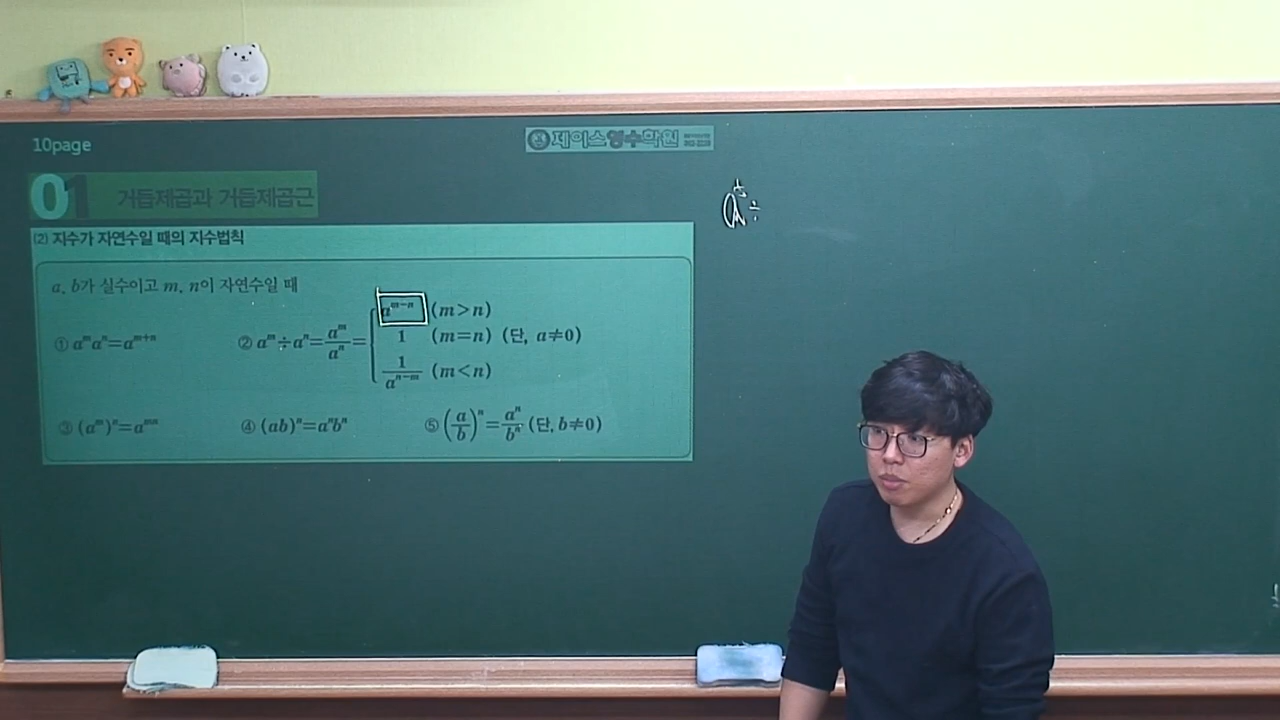 10page
제이스영수학원
01 거듭제곱과 거듭제곱근
(2) 지수가 자연수일 때의 지수법칙
a, b가 실수이고 m, n이 자연수일 때
① aᵐaⁿ=aᵐ⁺ⁿ
② aᵐ÷aⁿ=aᵐ/aⁿ= { aᵐ⁻ⁿ (m>n)
1 (m=n) (단, a≠0)
1/aⁿ⁻ᵐ (m<n)
③ (aᵐ)ⁿ=aᵐⁿ ④ (ab)ⁿ=aⁿbⁿ ⑤ (a/b)ⁿ=aⁿ/bⁿ (단, b≠0)